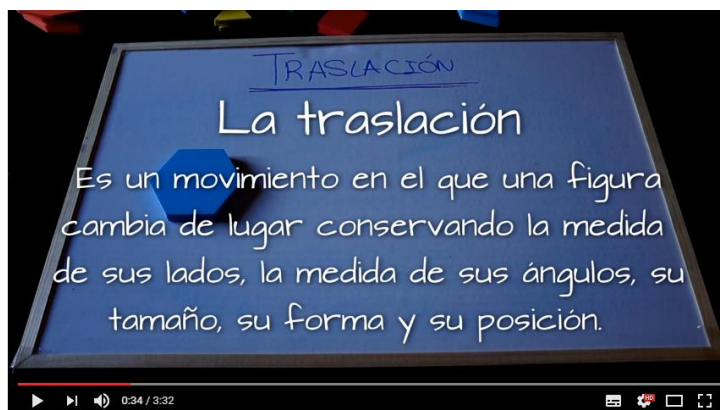 TRASLACIÓN
La traslación
Es un movimiento en el que una figura
cambia de lugar conservando la medida
de sus lados, la medida de sus ángulos, su
tamaño, su forma y su posición.
0:34 / 3:32
HD